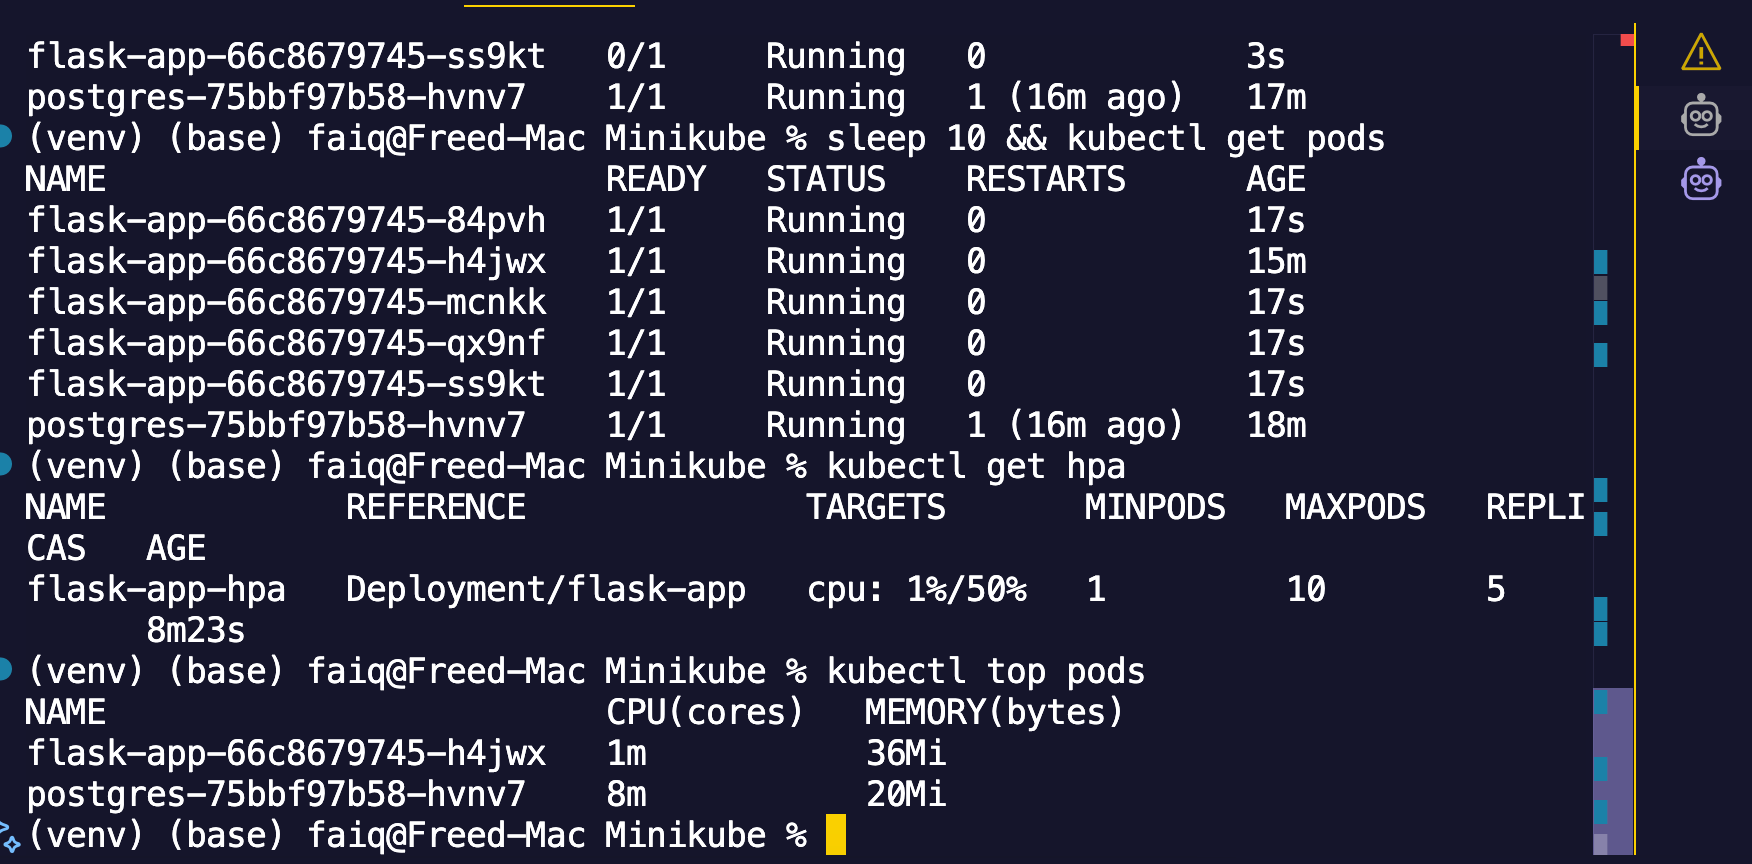 flask-app-66c8679745-ss9kt   0/1     Running   0             3s
postgres-75bbf97b58-hvnv7    1/1     Running   1 (16m ago)   17m
(venv) (base) faiq@Freed-Mac Minikube % sleep 10 && kubectl get pods
NAME                         READY   STATUS    RESTARTS      AGE
flask-app-66c8679745-84pvh   1/1     Running   0             17s
flask-app-66c8679745-h4jwx   1/1     Running   0             15m
flask-app-66c8679745-mcnkk   1/1     Running   0             17s
flask-app-66c8679745-qx9nf   1/1     Running   0             17s
flask-app-66c8679745-ss9kt   1/1     Running   0             17s
postgres-75bbf97b58-hvnv7    1/1     Running   1 (16m ago)   18m
(venv) (base) faiq@Freed-Mac Minikube % kubectl get hpa
NAME            REFERENCE              TARGETS       MINPODS   MAXPODS   REPLI
CAS   AGE
flask-app-hpa   Deployment/flask-app   cpu: 1%/50%   1         10        5
      8m23s
(venv) (base) faiq@Freed-Mac Minikube % kubectl top pods
NAME                         CPU(cores)   MEMORY(bytes)
flask-app-66c8679745-h4jwx   1m           36Mi
postgres-75bbf97b58-hvnv7    8m           20Mi
(venv) (base) faiq@Freed-Mac Minikube %